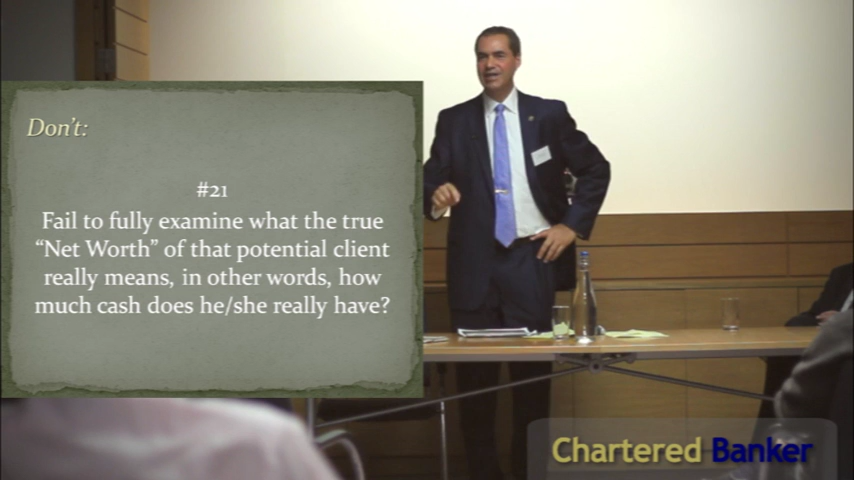 Don't:
#21
Fail to fully examine what the true
“Net Worth” of that potential client
really means, in other words, how
much cash does he/she really have?
Chartered Banker